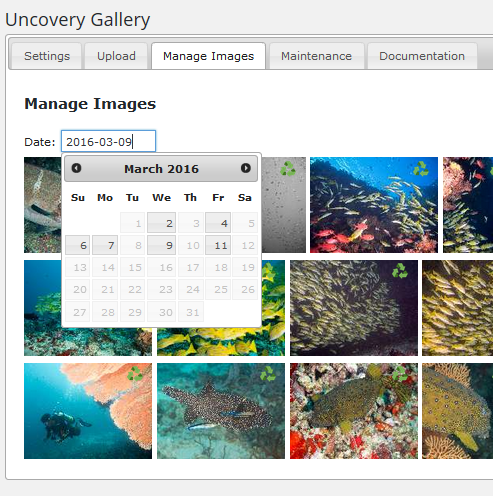 Uncovery Gallery
Settings Upload Manage Images Maintenance Documentation
Manage Images
Date: 2016-03-09
March 2016
Su Mo Tu We Th Fr Sa
1 2 3 4 5
6 7 8 9 10 11 12
13 14 15 16 17 18 19
20 21 22 23 24 25 26
27 28 29 30 31